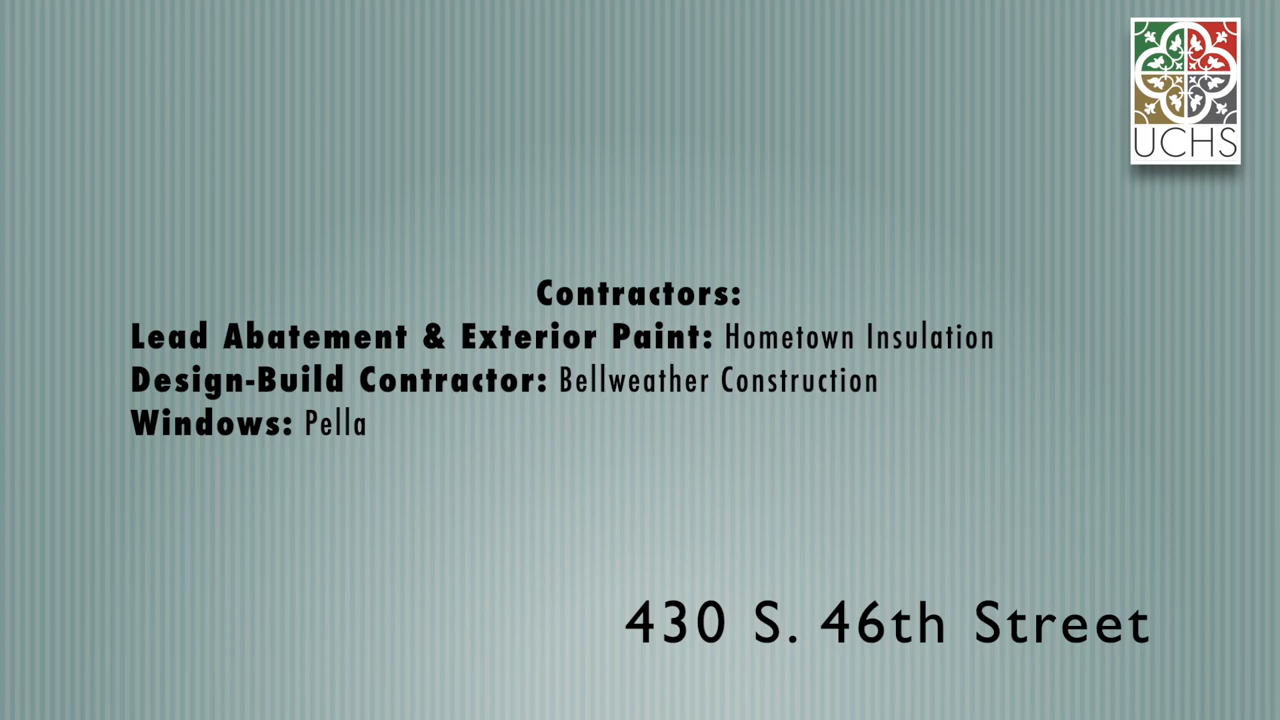 UCHS
Contractors:
Lead Abatement & Exterior Paint: Hometown Insulation
Design-Build Contractor: Bellweather Construction
Windows: Pella
430 S. 46th Street